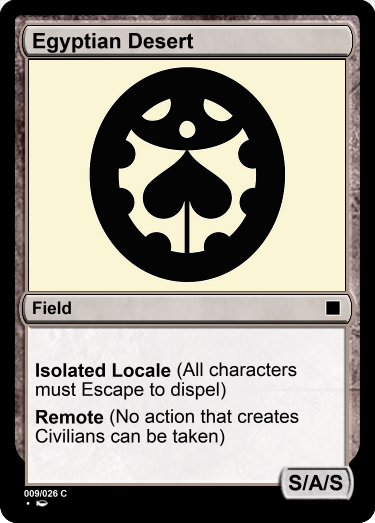 Egyptian Desert
Field
Isolated Locale (All characters
must Escape to dispel)
Remote (No action that creates
Civilians can be taken)
S/A/S
009/026 C